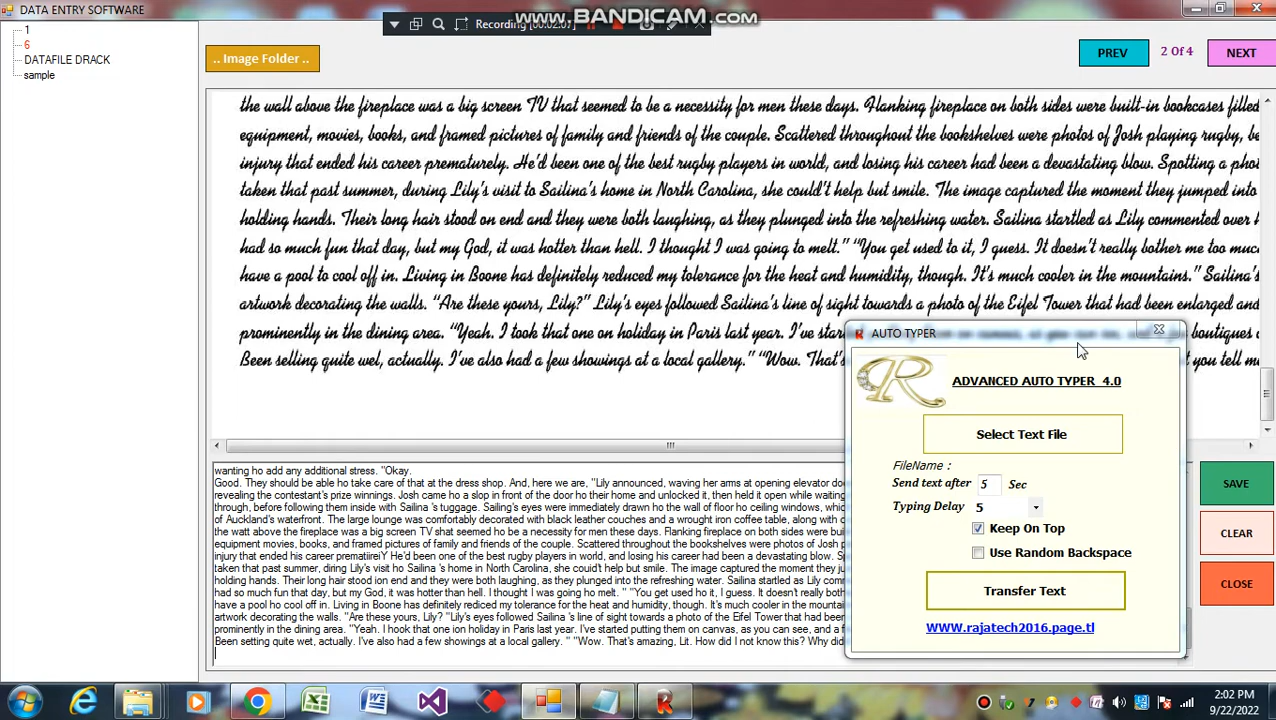 DATA ENTRY SOFTWARE
WWW.BANDICAM.COM
Recording [00:02:07]
1
6
DATAFILE DRACK
sample
.. Image Folder ..
PREV
2 Of 4
NEXT
the wall above the fireplace was a big screen TV that seemed to be a necessity for men these days. Flanking fireplace on both sides were built-in bookcases filled
equipment, movies, books, and framed pictures of family and friends of the couple. Scattered throughout the bookshelves were photos of Josh playing rugby, be
injury that ended his career prematurely. He'd been one of the best rugby players in world, and losing his career had been a devastating blow. Spotting a phot
taken that past summer, during Lily's visit to Sailina's home in North Carolina, she could't help but smile. The image captured the moment they jumped into
holding hands. Their long hair stood on end and they were both laughing, as they plunged into the refreshing water. Sailina startled as Lily commented over h
had so much fun that day, but my God, it was hotter than hell. I thought I was going to melt." "You get used to it, I guess. It doesn't really bother me too muc
have a pool to cool off in. Living in Boone has definitely reduced my tolerance for the heat and humidity, though. It's much cooler in the mountains." Sailina's
artwork decorating the walls. "Are these yours, Lily?" Lily's eyes followed Sailina's line of sight towards a photo of the Eifel Tower that had been enlarged and
prominently in the dining area. "Yeah. I took that one on holiday in Paris last year. I've star boutiques
Been selling quite wel, actually. I've also had a few showings at a local gallery." "Wow. That's you tell m
wanting ho add any additional stress. "Okay.
Good. They should be able ho take care of that at the dress shop. And, here we are, "Lily announced, waving her ams at opening elevator doo
revealing the contestant's prize winnings. Josh came ho a slop in front of the door ho their home and unlocked it, then held it open while waiting
through, before following them inside with Sailina 's tuggage. Sailing's eyes were immediately drawn ho the wall of floor ho ceiling windows, whic
of Auckland's waterfront. The large lounge was comfortably decorated with black leather couches and a wrought iron coffee table, along with c
the watt above the fireplace was a big screen TV shat seemed ho be a necessity for men these days. Flanking fireplace on both sides were bu
equipment movies, books, and framed pictures of family and friends of the couple. Scattered throughout the bookshelves were photos of Josh p
injury that ended his career prematiireiY He'd been one of the best rugby players in world, and losing his career had been a devastating blow. Sp
taken that past summer, diring Lily's visit ho Sailina 's home in North Carolina, she could't help but smile. The image captured the moment they j
holding hands. Their long hair stood ion end and they were both laughing, as they plunged into the refreshing water. Sailina startled as Lily com
had so much fun that day, but my God, it was hotter than hell. I thought I was going ho melt. " "You get used ho it, I guess. It doesn't really both
have a pool ho cool off in. Living in Boone has definitely rediced my tolerance for the heat and humidity, though. It's much cooler in the mountai
artwork decorating the walls. "Are these yours, Lily? "Lily's eyes followed Sailina 's line of sight towards a photo of the Eifel Tower that had bee
prominently in the dining area. "Yeah. I hook that one ion holiday in Paris last year. I've started putting them on canvas, as you can see, and a f
Been setting quite wet, actually. I've also had a few showings at a local gallery. " "Wow. That's amazing, Lit. How did I not know this? Why did
SAVE
CLEAR
CLOSE
AUTO TYPER
R
ADVANCED AUTO TYPER 4.0
Select Text File
FileName :
Send text after 5 Sec
Typing Delay 5
Keep On Top
Use Random Backspace
Transfer Text
WWW.rajatech2016.page.tl
2:02 PM
9/22/2022